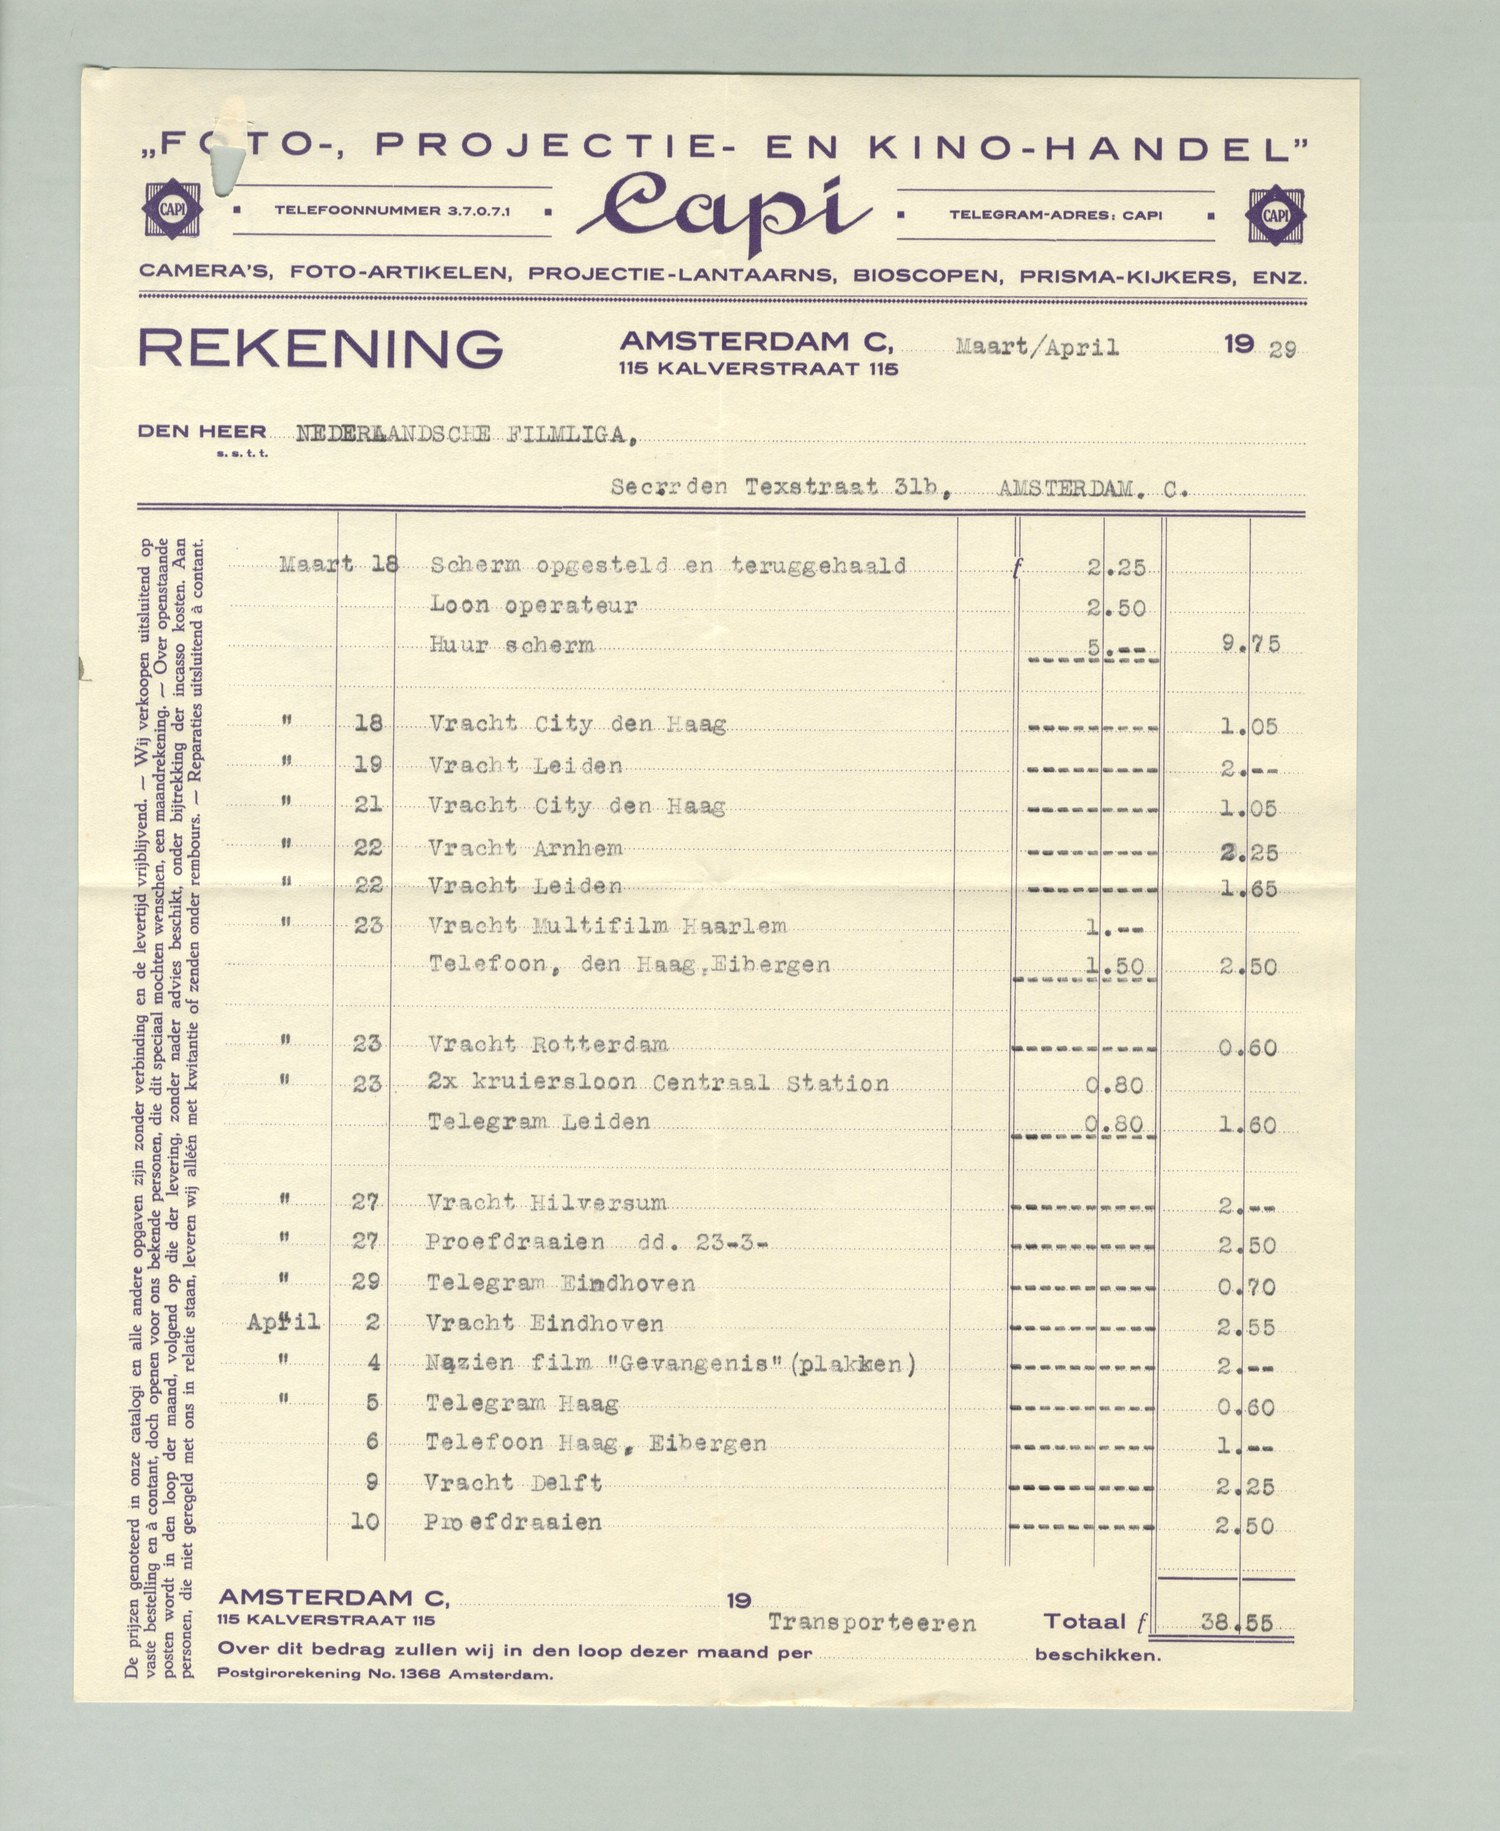 „FOTO-, PROJECTIE- EN KINO-HANDEL”
CAPI TELEFOONNUMMER 3.7.0.7.1 Capi TELEGRAM-ADRES: CAPI CAPI
CAMERA'S, FOTO-ARTIKELEN, PROJECTIE-LANTAARNS, BIOSCOPEN, PRISMA-KIJKERS, ENZ.
REKENING AMSTERDAM C, Maart/April 19 29
115 KALVERSTRAAT 115
DEN HEER NEDERLANDSCHE FILMLIGA,
s.s.t.t.
Secr. den Texstraat 31b, AMSTERDAM. C.
Maart 18 Scherm opgesteld en teruggehaald f 2.25
Loon operateur 2.50
Huur scherm 5.-- 9.75
" 18 Vracht City den Haag --------- 1.05
" 19 Vracht Leiden --------- 2.--
" 21 Vracht City den Haag --------- 1.05
" 22 Vracht Arnhem --------- 2.25
" 22 Vracht Leiden --------- 1.65
" 23 Vracht Multifilm Haarlem 1.--
Telefoon, den Haag,Eibergen 1.50 2.50
" 23 Vracht Rotterdam ---------- 0.60
" 23 2x kruiersloon Centraal Station 0.80
Telegram Leiden 0.80 1.60
" 27 Vracht Hilversum ---------- 2.--
" 27 Proefdraaien dd. 23-3- ---------- 2.50
" 29 Telegram Eindhoven ---------- 0.70
April 2 Vracht Eindhoven ---------- 2.55
" 4 Nazien film "Gevangenis"(plakken) ---------- 2.--
" 5 Telegram Haag ---------- 0.60
6 Telefoon Haag, Eibergen ---------- 1.--
9 Vracht Delft ---------- 2.25
10 Proefdraaien ---------- 2.50
AMSTERDAM C, 19
115 KALVERSTRAAT 115 Transporteeren Totaal f 38.55
Over dit bedrag zullen wij in den loop dezer maand per beschikken.
Postgirorekening No. 1368 Amsterdam.
De prijzen genoteerd in onze catalogi en alle andere opgaven zijn zonder verbinding en de levertijd vrijblijvend. — Wij verkoopen uitsluitend op
vaste bestelling en à contant, doch openen voor ons bekende personen, die dit speciaal mochten wenschen, een maandrekening. — Over openstaande
posten wordt in den loop der maand, volgend op die der levering, zonder nader advies beschikt, onder bijtrekking der incasso kosten. Aan
personen, die niet geregeld met ons in relatie staan, leveren wij alléén met kwitantie of zenden onder rembours. — Reparaties uitsluitend à contant.